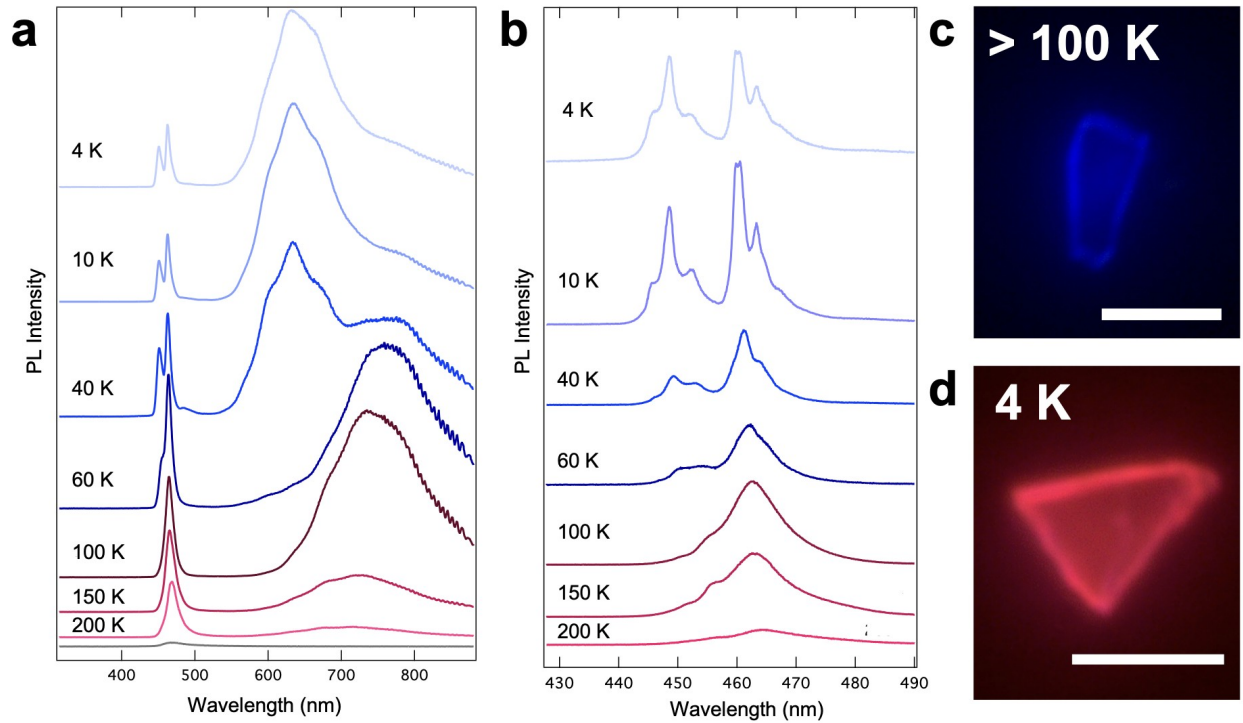 a
4 K
10 K
40 K
60 K
100 K
150 K
200 K
PL Intensity
400 500 600 700 800
Wavelength (nm)
b
4 K
10 K
40 K
60 K
100 K
150 K
200 K
PL Intensity
430 440 450 460 470 480 490
Wavelength (nm)
c
> 100 K
d
4 K